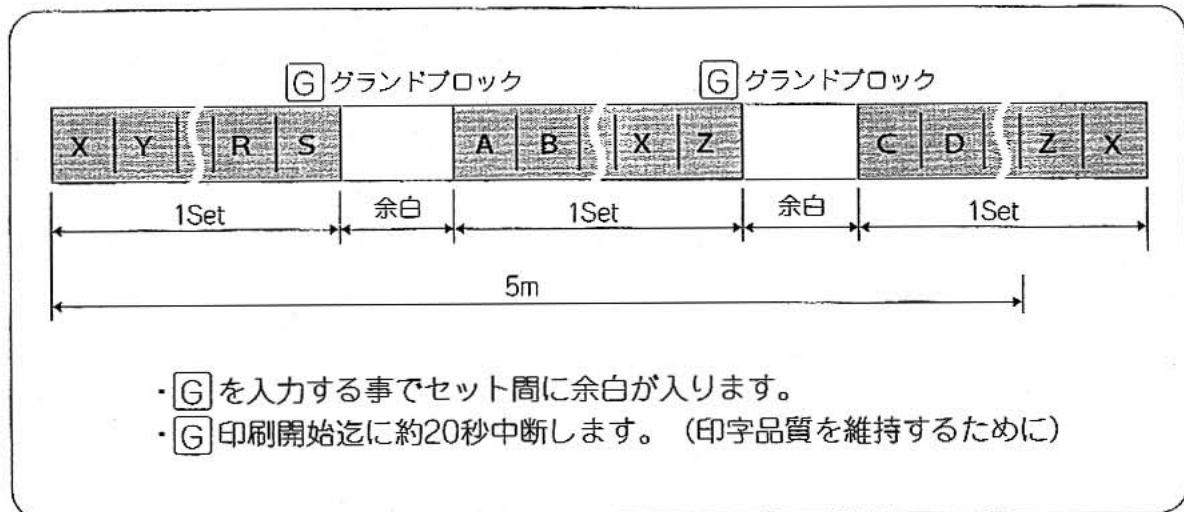 G グランドブロック G グランドブロック
X Y R S A B X Z C D Z X
1Set 余白 1Set 余白 1Set
5m
・G を入力する事でセット間に余白が入ります。
・G 印刷開始迄に約20秒中断します。（印字品質を維持するために）